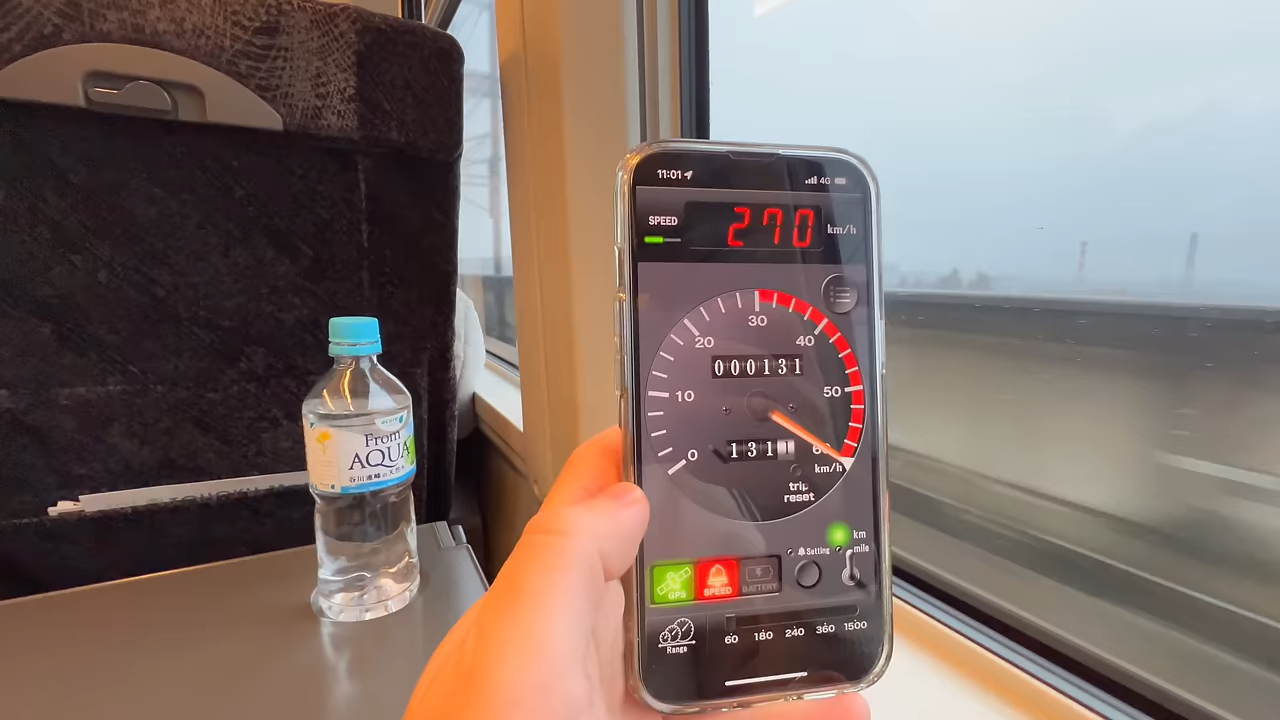 11:01
4G
SPEED
270
km/h
30
20
40
000131
10
50
1311
0
60
km/h
trip
reset
km
Setting
mile
GPS
SPEED
BATTERY
60 180 240 360 1500
Range
acure
From
AQUA
谷川連峰の天然水